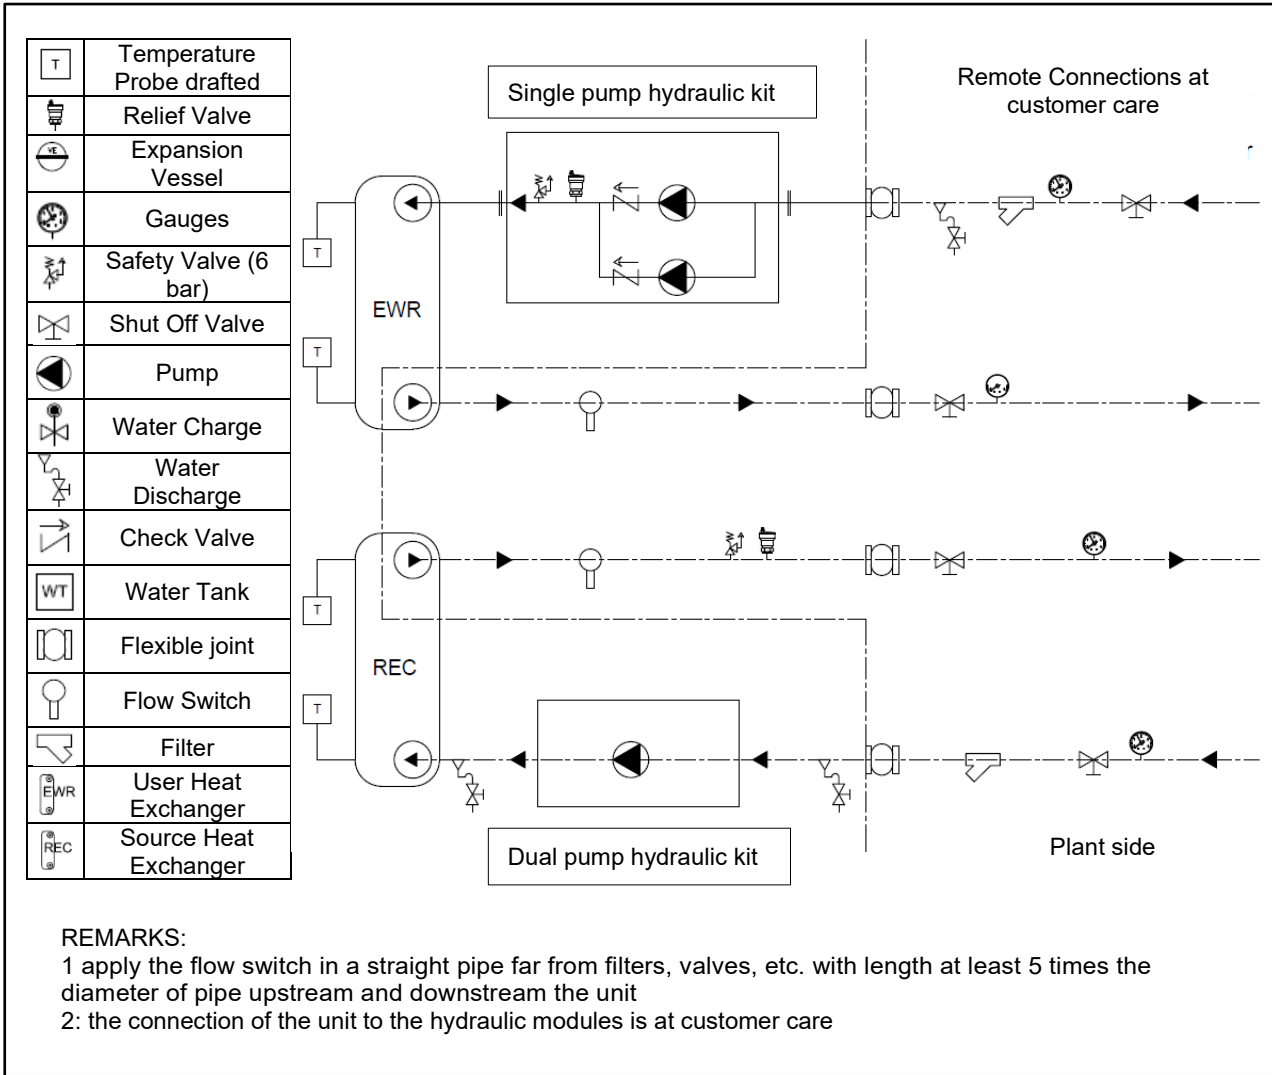 T
Temperature
Probe drafted
Relief Valve
VE
Expansion
Vessel
Gauges
Safety Valve (6
bar)
Shut Off Valve
Pump
Water Charge
Water
Discharge
Check Valve
WT
Water Tank
Flexible joint
Flow Switch
Filter
EWR
User Heat
Exchanger
REC
Source Heat
Exchanger
Single pump hydraulic kit
Remote Connections at
customer care
T
EWR
T
T
REC
T
Dual pump hydraulic kit
Plant side
REMARKS:
1 apply the flow switch in a straight pipe far from filters, valves, etc. with length at least 5 times the
diameter of pipe upstream and downstream the unit
2: the connection of the unit to the hydraulic modules is at customer care